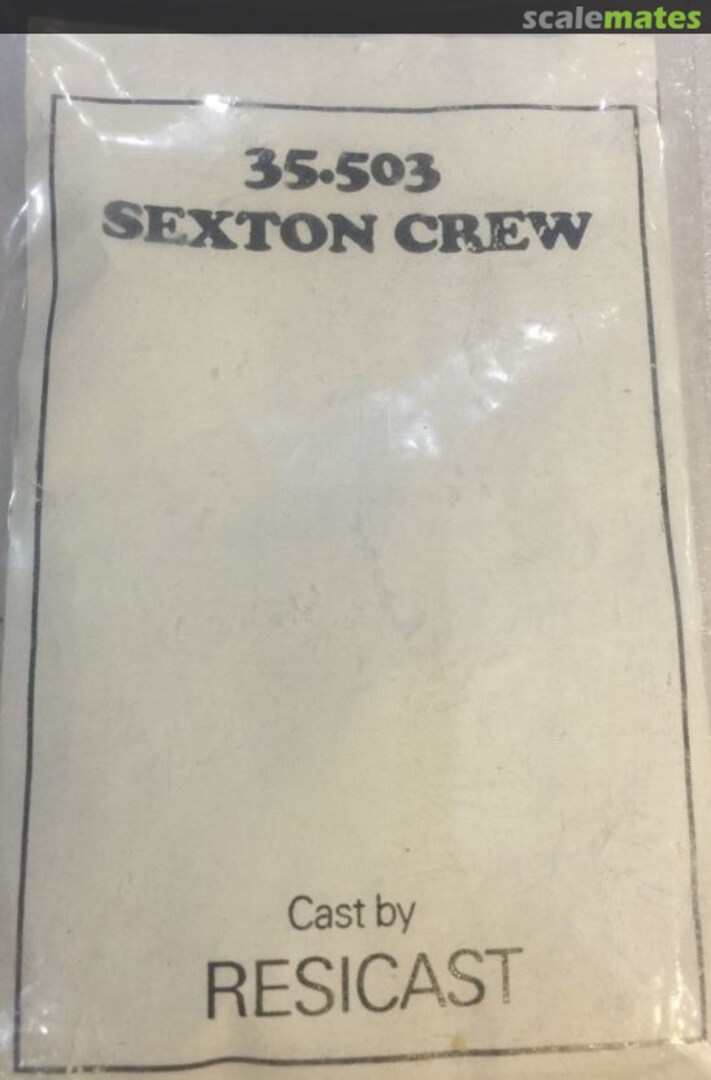 scalemates
35.503
SEXTON CREW
Cast by
RESICAST